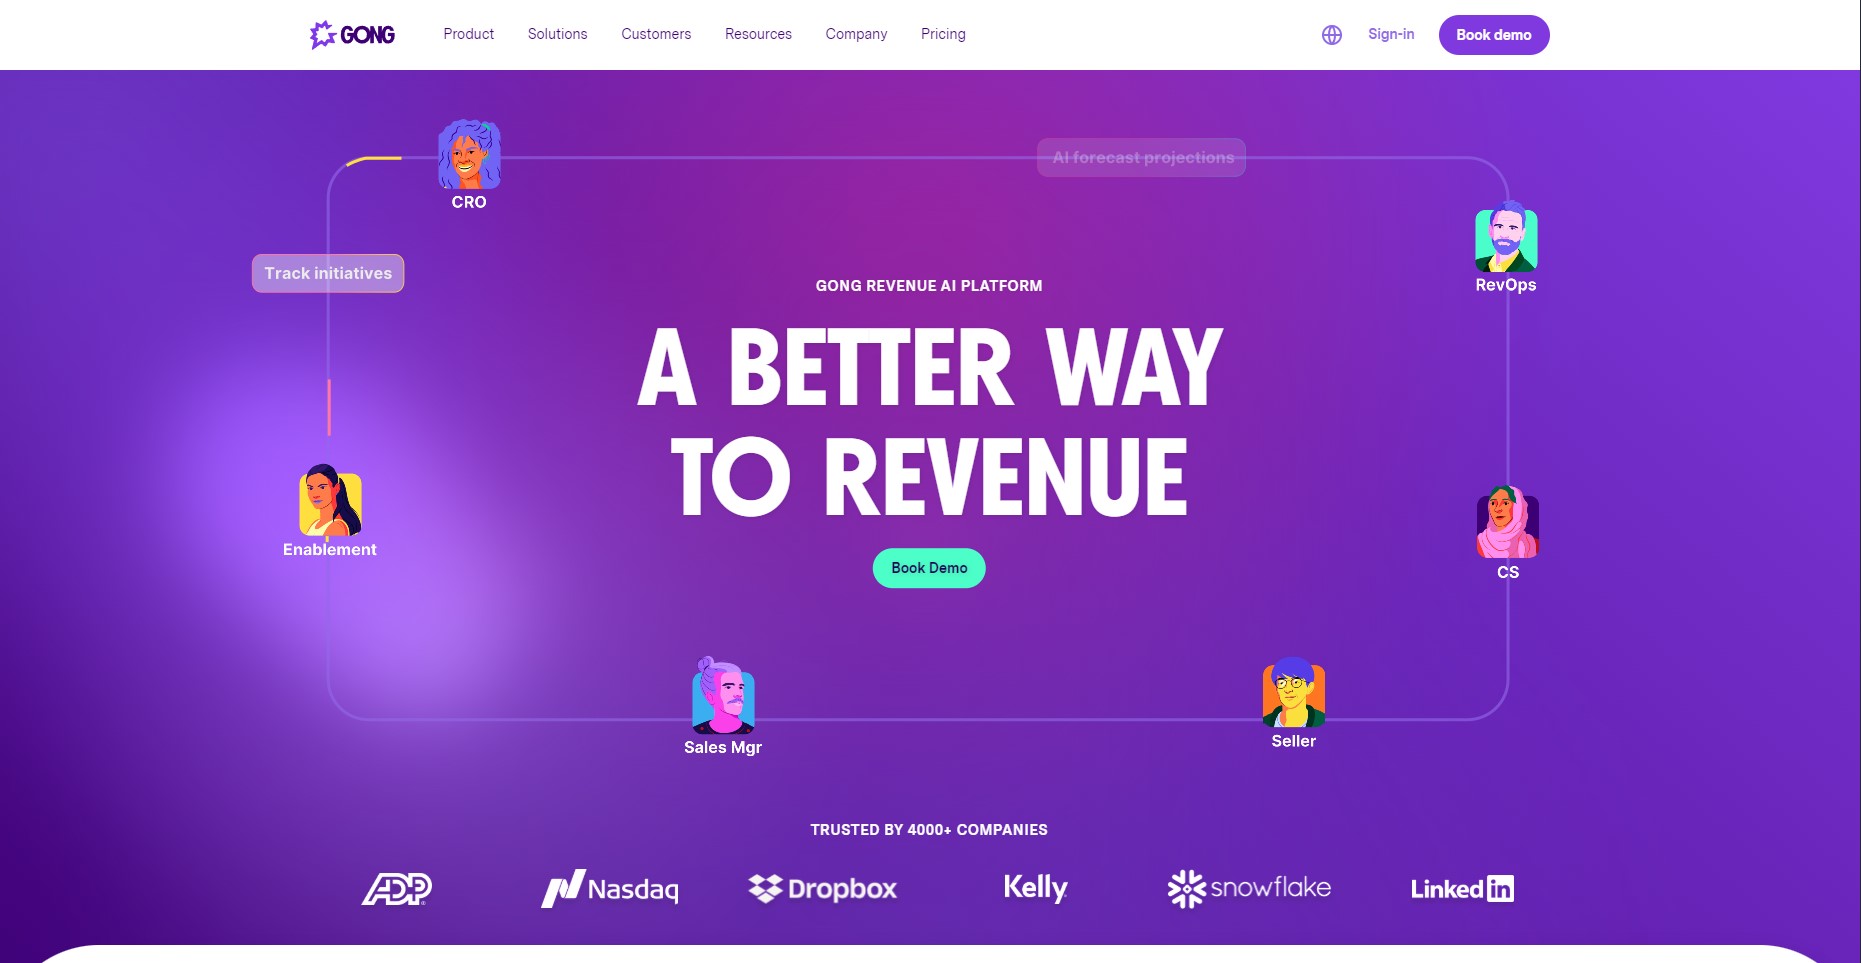 GONG
Product Solutions Customers Resources Company Pricing
Sign-in
Book demo
CRO
AI forecast projections
Track initiatives
RevOps
GONG REVENUE AI PLATFORM
A BETTER WAY
TO REVENUE
Book Demo
Enablement
CS
Sales Mgr
Seller
TRUSTED BY 4000+ COMPANIES
ADP
Nasdaq
Dropbox
Kelly
snowflake
Linked in